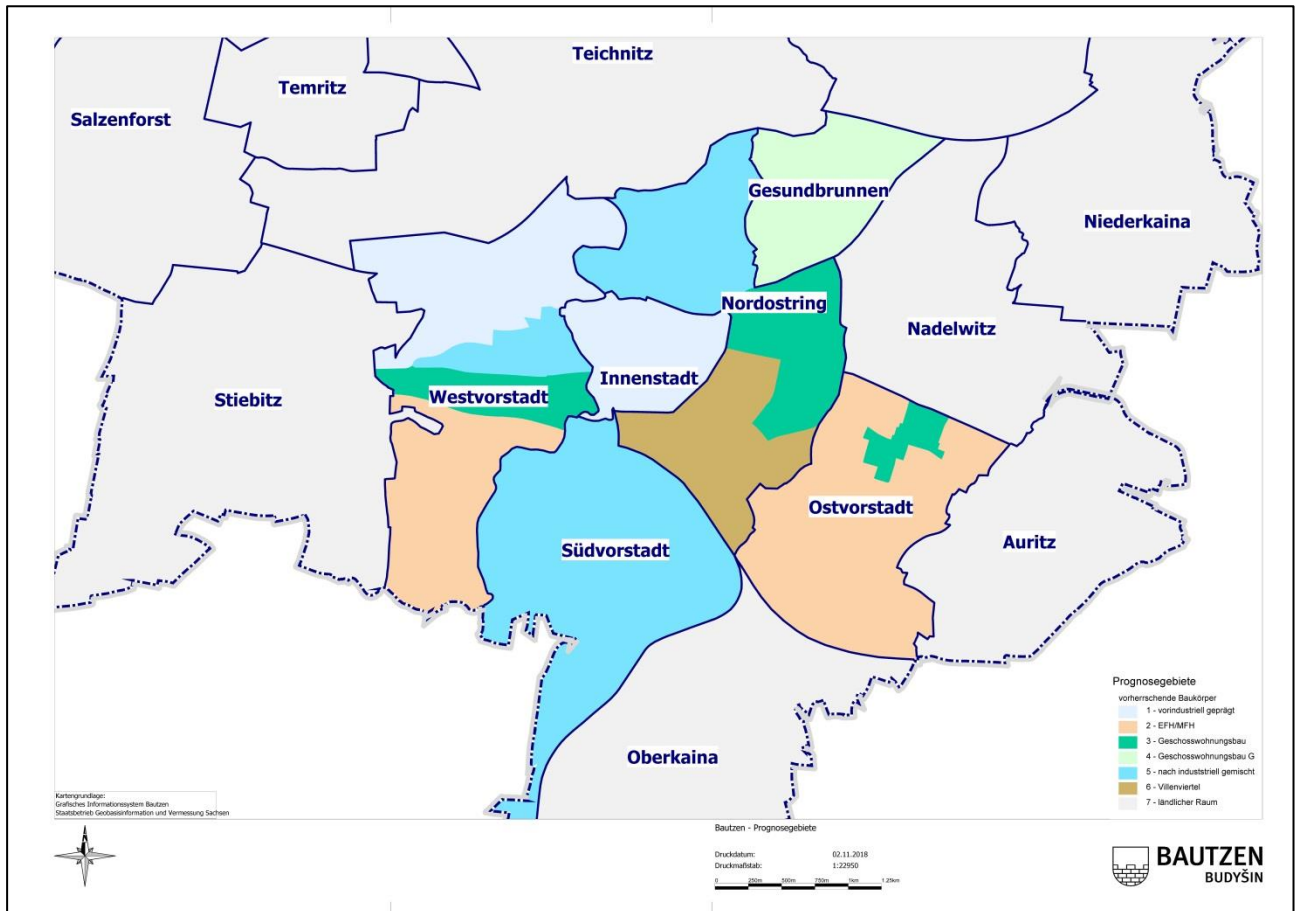 Teichnitz
Temritz
Salzenforst
Gesundbrunnen
Niederkaina
Nordostring
Nadelwitz
Innenstadt
Westvorstadt
Stiebitz
Ostvorstadt
Auritz
Südvorstadt
Oberkaina
Prognosegebiete
vorherrschende Baukörper
1 - vorindustriell geprägt
2 - EFH/MFH
3 - Geschosswohnungsbau
4 - Geschosswohnungsbau G
5 - nach induststriell gemischt
6 - Villenviertel
7 - ländlicher Raum
Kartengrundlage:
Grafisches Informationssystem Bautzen
Staatsbetrieb Geobasisinformation und Vermessung Sachsen
Bautzen - Prognosegebiete
Druckdatum: 02.11.2018
Druckmaßstab: 1:22950
0 250m 500m 750m 1km 1.25km
BAUTZEN
BUDYŠIN